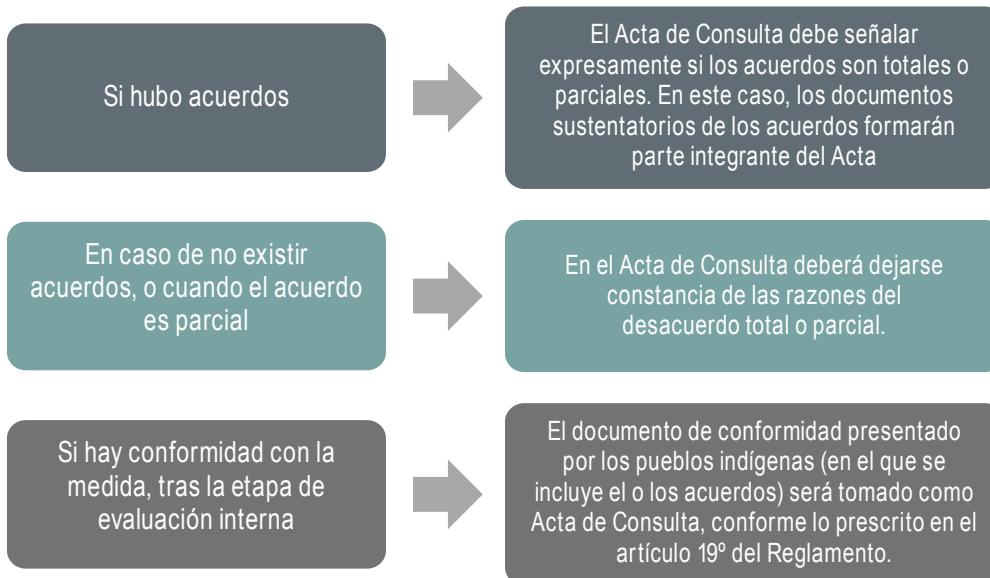 Si hubo acuerdos
El Acta de Consulta debe señalar
expresamente si los acuerdos son totales o
parciales. En este caso, los documentos
sustentatorios de los acuerdos formarán
parte integrante del Acta
En caso de no existir
acuerdos, o cuando el acuerdo
es parcial
En el Acta de Consulta deberá dejarse
constancia de las razones del
desacuerdo total o parcial.
Si hay conformidad con la
medida, tras la etapa de
evaluación interna
El documento de conformidad presentado
por los pueblos indígenas (en el que se
incluye el o los acuerdos) será tomado como
Acta de Consulta, conforme lo prescrito en el
artículo 19º del Reglamento.